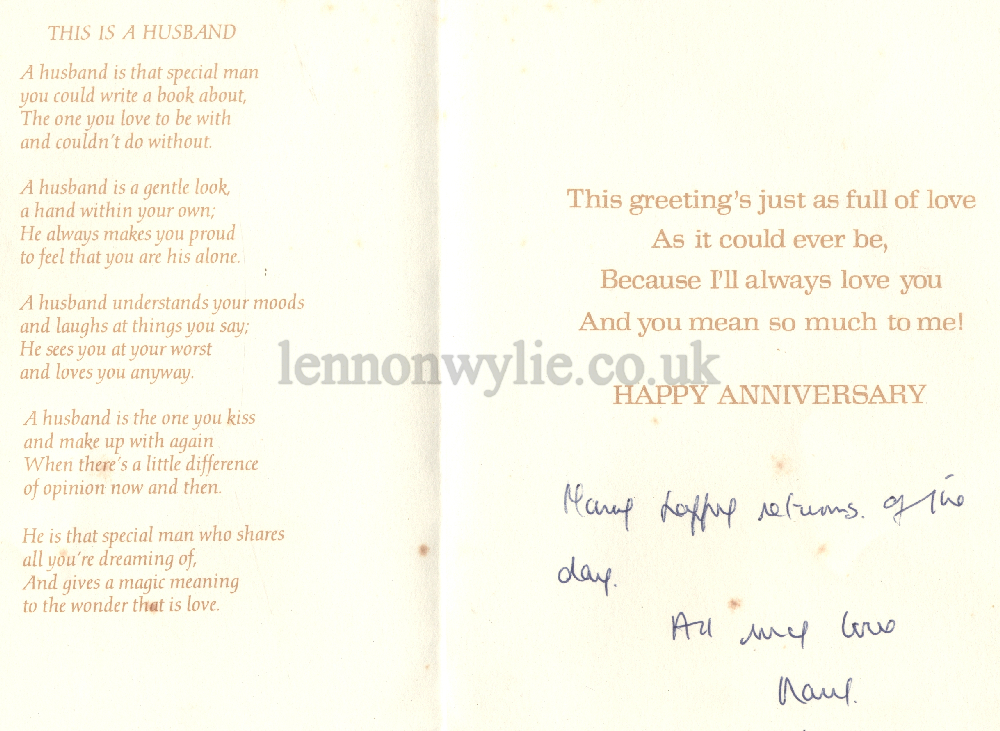 THIS IS A HUSBAND
A husband is that special man
you could write a book about,
The one you love to be with
and couldn't do without.
A husband is a gentle look,
a hand within your own;
He always makes you proud
to feel that you are his alone.
A husband understands your moods
and laughs at things you say;
He sees you at your worst
and loves you anyway.
A husband is the one you kiss
and make up with again
When there's a little difference
of opinion now and then.
He is that special man who shares
all you're dreaming of,
And gives a magic meaning
to the wonder that is love.
This greeting's just as full of love
As it could ever be,
Because I'll always love you
And you mean so much to me!
HAPPY ANNIVERSARY
lennonwylie.co.uk
Many happy returns. of the
day.
All my love